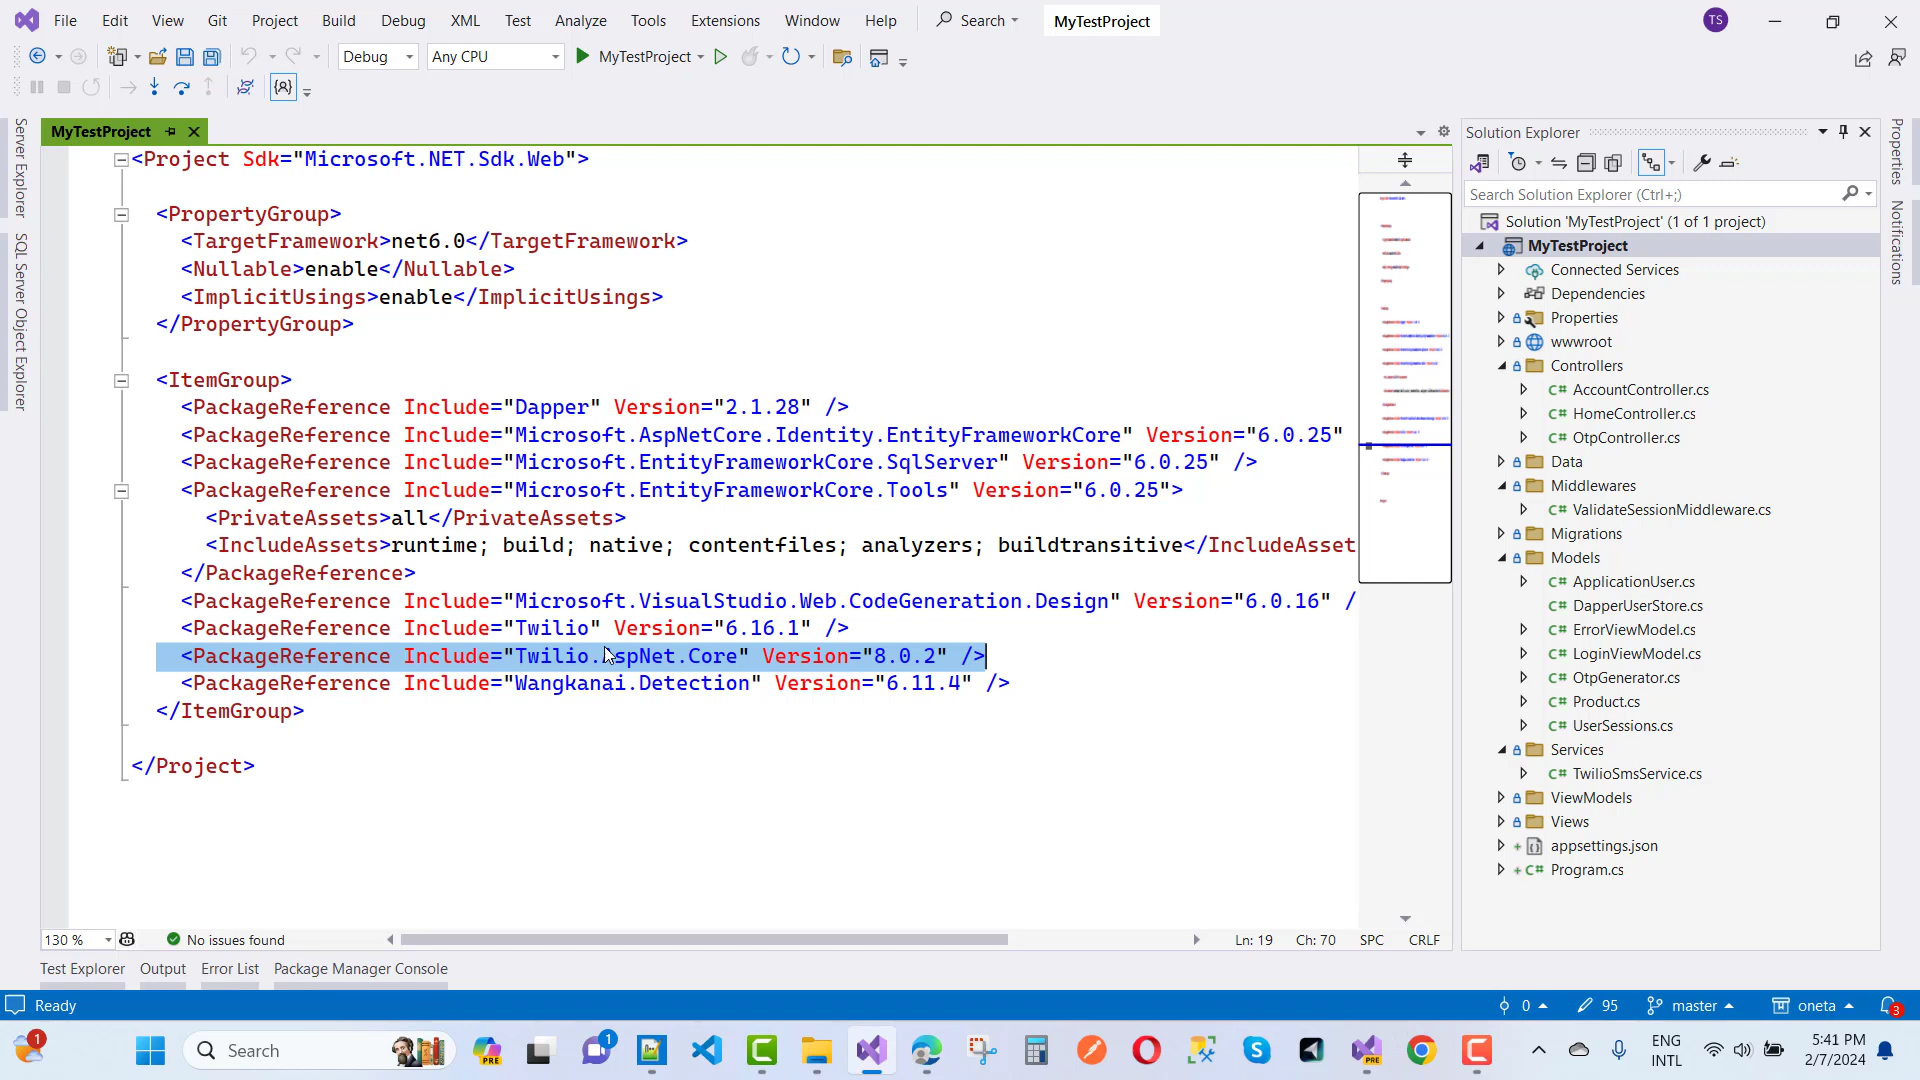 File Edit View Git Project Build Debug XML Test Analyze Tools Extensions Window Help Search MyTestProject TS
Debug Any CPU MyTestProject
MyTestProject
<Project Sdk="Microsoft.NET.Sdk.Web">
<PropertyGroup>
<TargetFramework>net6.0</TargetFramework>
<Nullable>enable</Nullable>
<ImplicitUsings>enable</ImplicitUsings>
</PropertyGroup>
<ItemGroup>
<PackageReference Include="Dapper" Version="2.1.28" />
<PackageReference Include="Microsoft.AspNetCore.Identity.EntityFrameworkCore" Version="6.0.25"
<PackageReference Include="Microsoft.EntityFrameworkCore.SqlServer" Version="6.0.25" />
<PackageReference Include="Microsoft.EntityFrameworkCore.Tools" Version="6.0.25">
<PrivateAssets>all</PrivateAssets>
<IncludeAssets>runtime; build; native; contentfiles; analyzers; buildtransitive</IncludeAsset
</PackageReference>
<PackageReference Include="Microsoft.VisualStudio.Web.CodeGeneration.Design" Version="6.0.16" /
<PackageReference Include="Twilio" Version="6.16.1" />
<PackageReference Include="Twilio.AspNet.Core" Version="8.0.2" />
<PackageReference Include="Wangkanai.Detection" Version="6.11.4" />
</ItemGroup>
</Project>
130 % No issues found Ln: 19 Ch: 70 SPC CRLF
Server Explorer
SQL Server Object Explorer
Solution Explorer
Search Solution Explorer (Ctrl+;)
Solution 'MyTestProject' (1 of 1 project)
MyTestProject
Connected Services
Dependencies
Properties
wwwroot
Controllers
C# AccountController.cs
C# HomeController.cs
C# OtpController.cs
Data
Middlewares
C# ValidateSessionMiddleware.cs
Migrations
Models
C# ApplicationUser.cs
C# DapperUserStore.cs
C# ErrorViewModel.cs
C# LoginViewModel.cs
C# OtpGenerator.cs
C# Product.cs
C# UserSessions.cs
Services
C# TwilioSmsService.cs
ViewModels
Views
appsettings.json
C# Program.cs
Properties
Notifications
Test Explorer Output Error List Package Manager Console
Ready 0 95 master oneta 3
1 Search PRE 1 PRE ENG
INTL
5:41 PM
2/7/2024